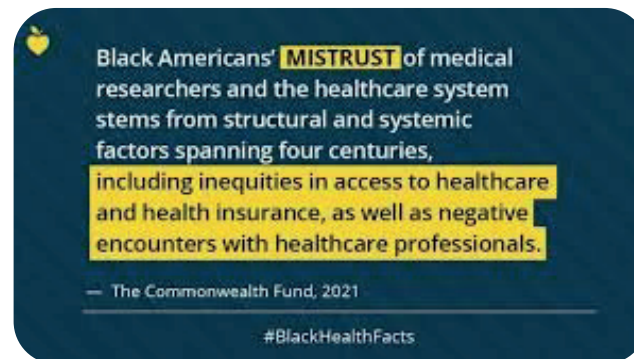 Black Americans' MISTRUST of medical
researchers and the healthcare system
stems from structural and systemic
factors spanning four centuries,
including inequities in access to healthcare
and health insurance, as well as negative
encounters with healthcare professionals.
— The Commonwealth Fund, 2021
#BlackHealthFacts